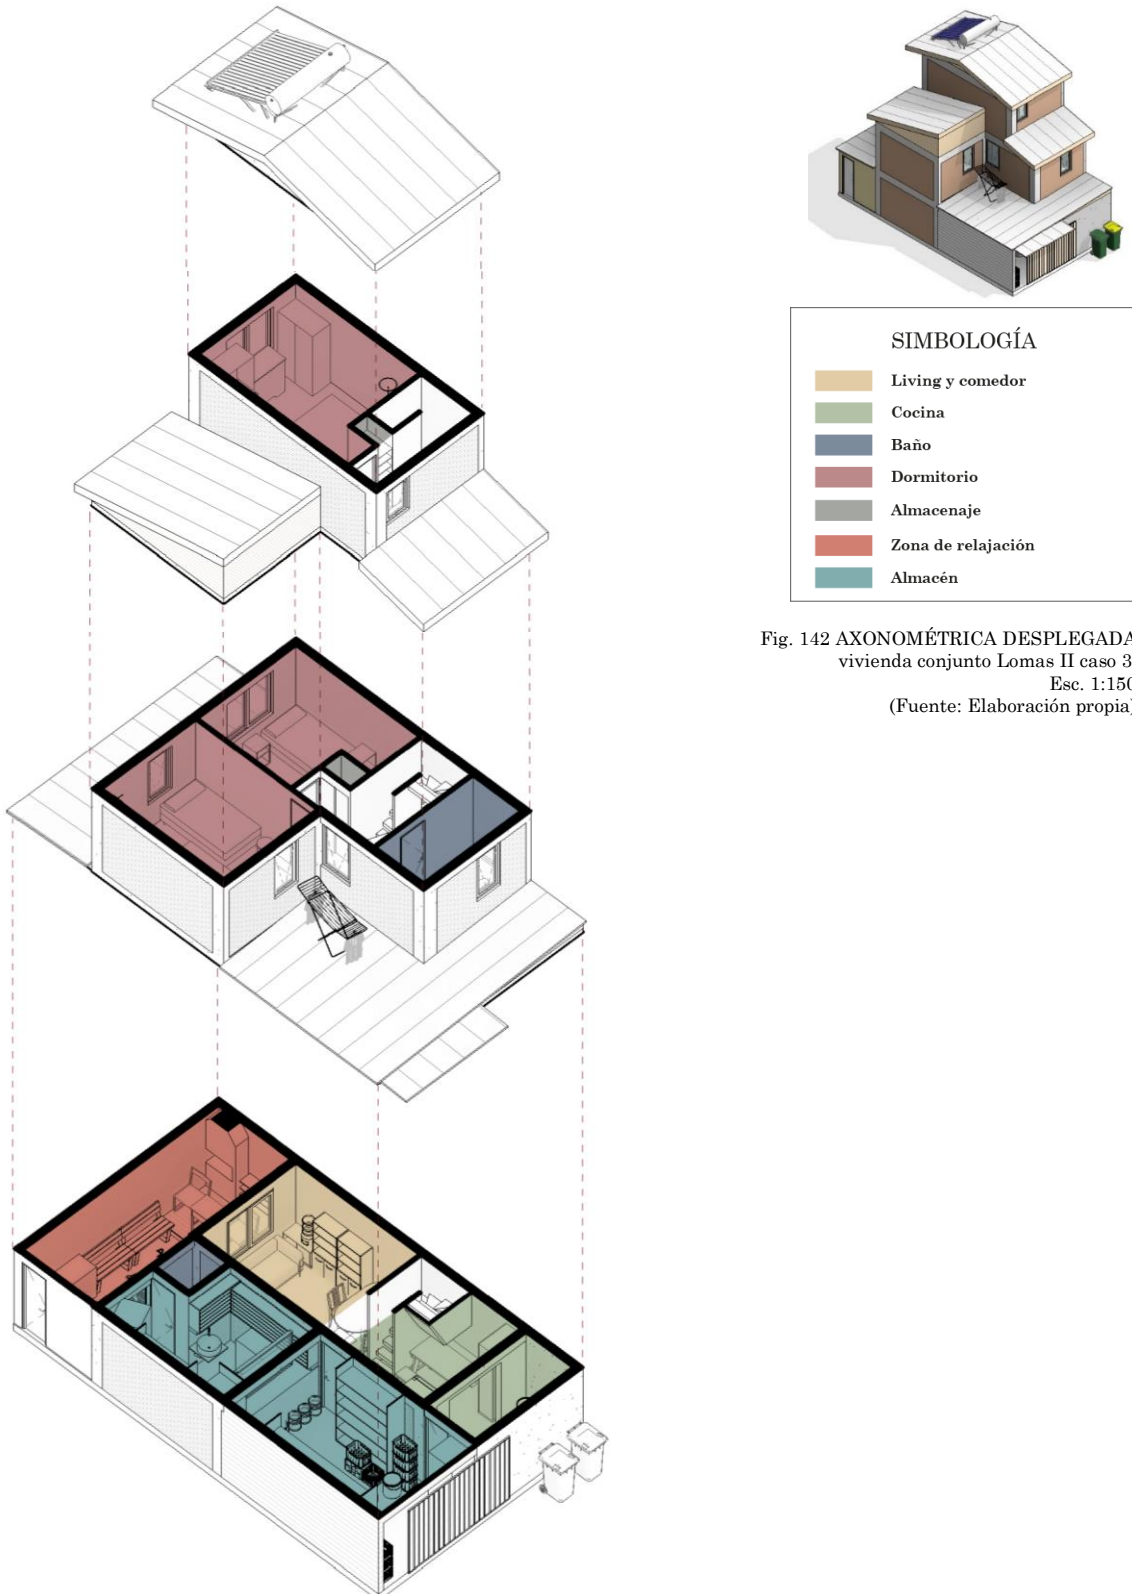 SIMBOLOGÍA
Living y comedor
Cocina
Baño
Dormitorio
Almacenaje
Zona de relajación
Almacén
Fig. 142 AXONOMÉTRICA DESPLEGADA
vivienda conjunto Lomas II caso 3
Esc. 1:150
(Fuente: Elaboración propia)